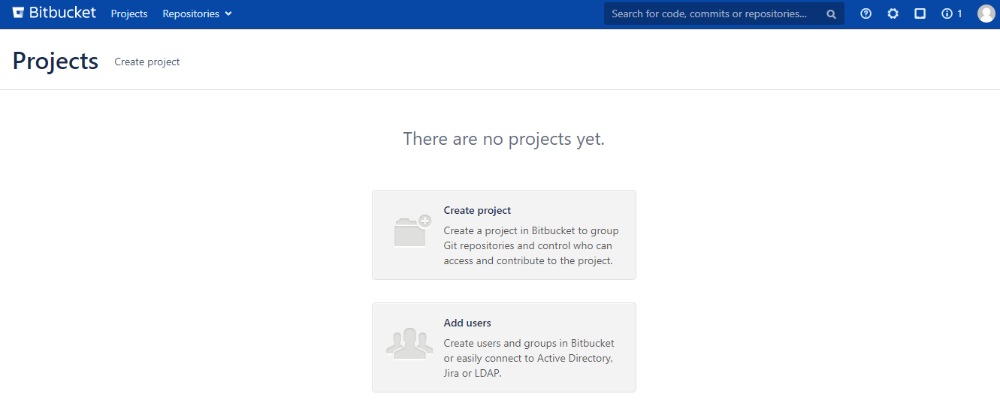 Bitbucket Projects Repositories Search for code, commits or repositories... 1
Projects Create project
There are no projects yet.
Create project
Create a project in Bitbucket to group
Git repositories and control who can
access and contribute to the project.
Add users
Create users and groups in Bitbucket
or easily connect to Active Directory,
Jira or LDAP.